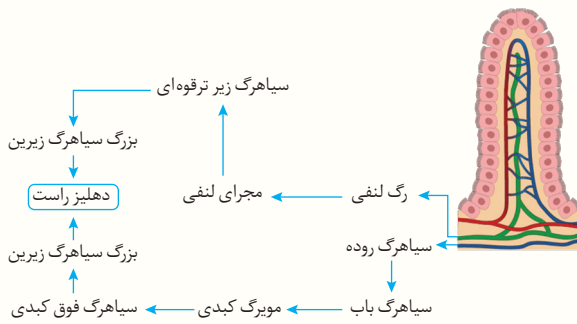 سیاهرگ زیر ترقوه‌ای
بزرگ سیاهرگ زیرین
دهلیز راست
مجرای لنفی
رگ لنفی
بزرگ سیاهرگ زیرین
سیاهرگ روده
سیاهرگ فوق کبدی
مویرگ کبدی
سیاهرگ باب